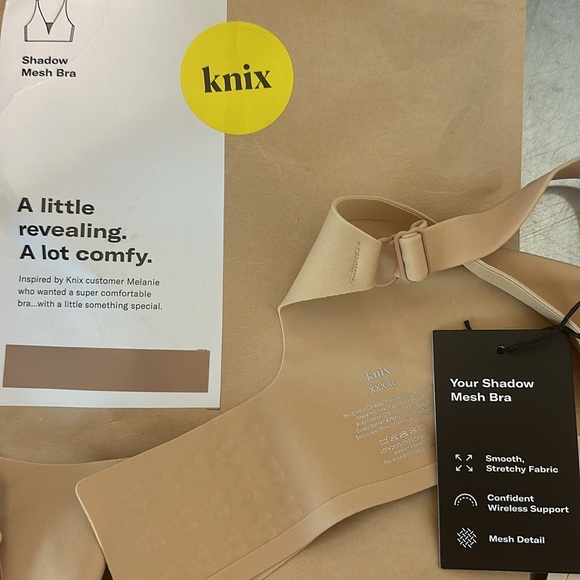 Shadow
Mesh Bra
knix
A little
revealing.
A lot comfy.
Inspired by Knix customer Melanie
who wanted a super comfortable
bra...with a little something special.
knix
Your Shadow
Mesh Bra
Smooth,
Stretchy Fabric
Confident
Wireless Support
Mesh Detail